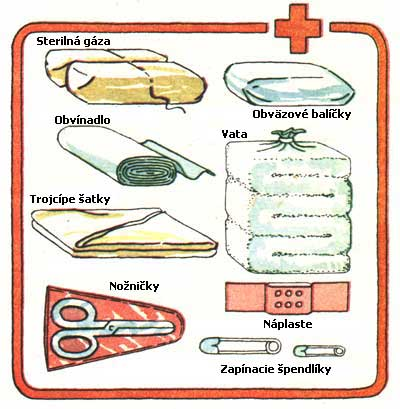 Sterilná gáza
Obväzové balíčky
Obvínadlo
Vata
Trojcípe šatky
Nožničky
Náplaste
Zapínacie špendlíky